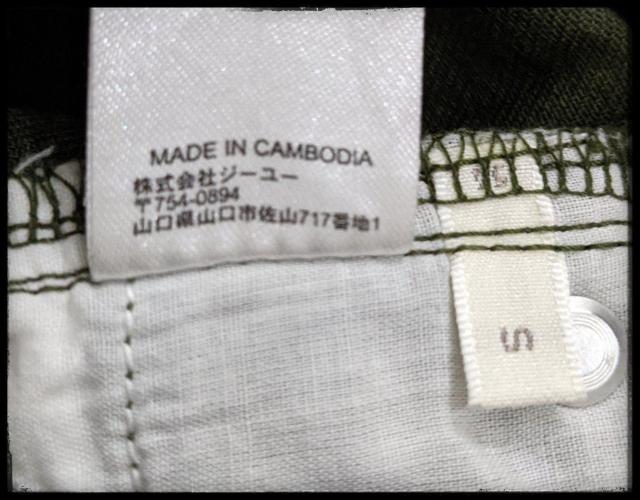 MADE IN CAMBODIA
株式会社ジーユー
〒754-0894
山口県山口市佐山717番地1
S